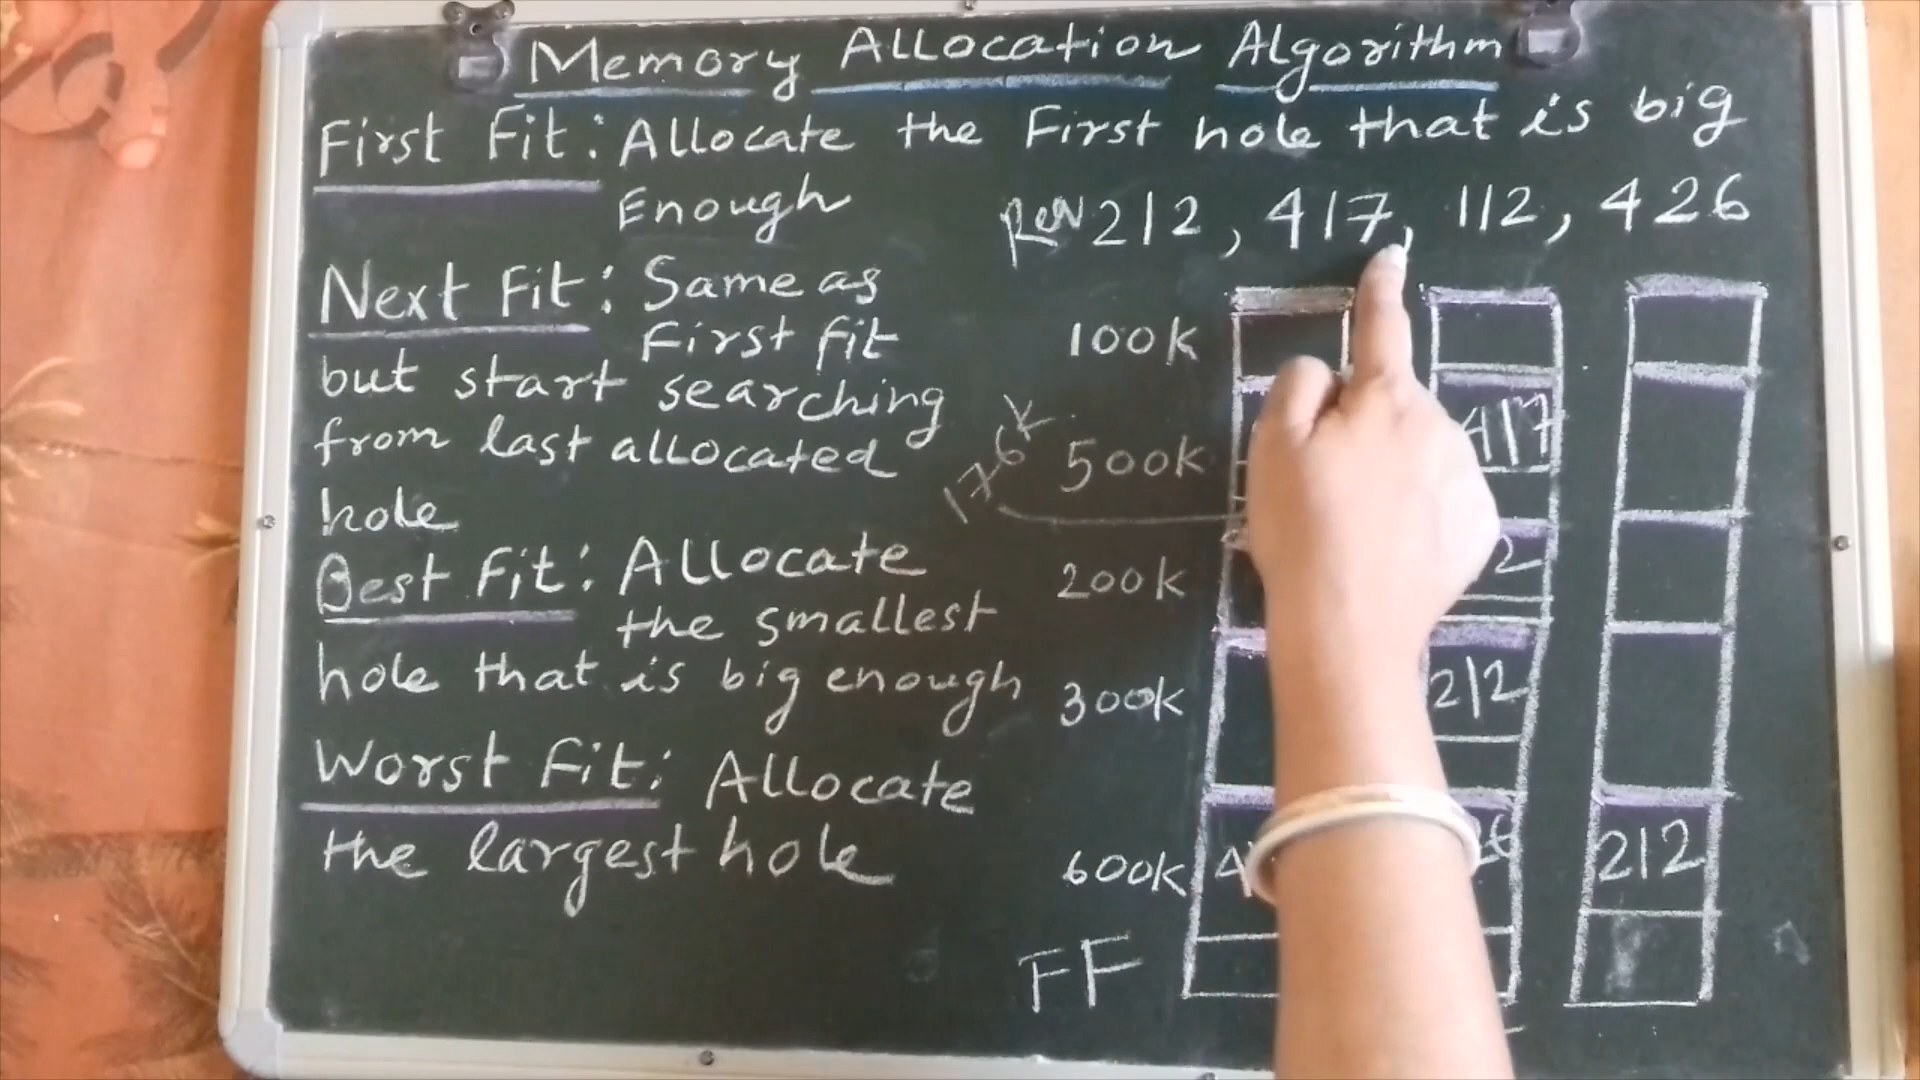 Memory Allocation Algorithm
First Fit: Allocate the First hole that is big
Enough
Req 212, 417, 112, 426
Next Fit: Same as
First fit
but start searching
from last allocated
hole
Best Fit: Allocate
the smallest
hole that is big enough
Worst Fit: Allocate
the largest hole
100k
176k
500k
417
200k
300k
212
600k
212
FF